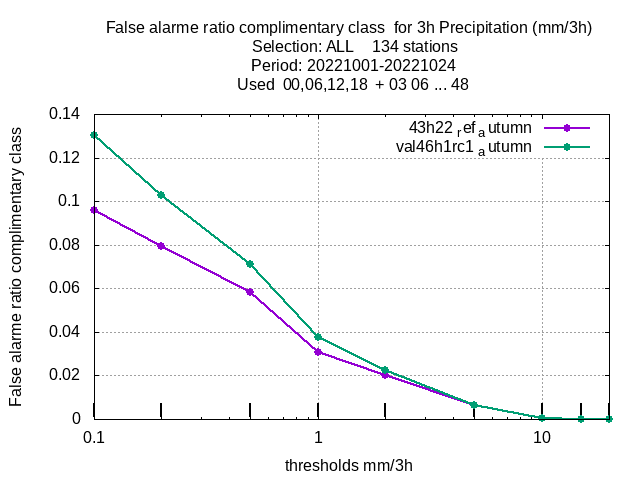 False alarme ratio complimentary class  for 3h Precipitation (mm/3h)
Selection: ALL    134 stations
Period: 20221001-20221024
Used  00,06,12,18  + 03 06 ... 48
43h22 ref autumn
val46h1rc1 autumn
0.14
0.12
0.1
0.08
0.06
0.04
0.02
0
False alarme ratio complimentary class
0.1
1
10
thresholds mm/3h